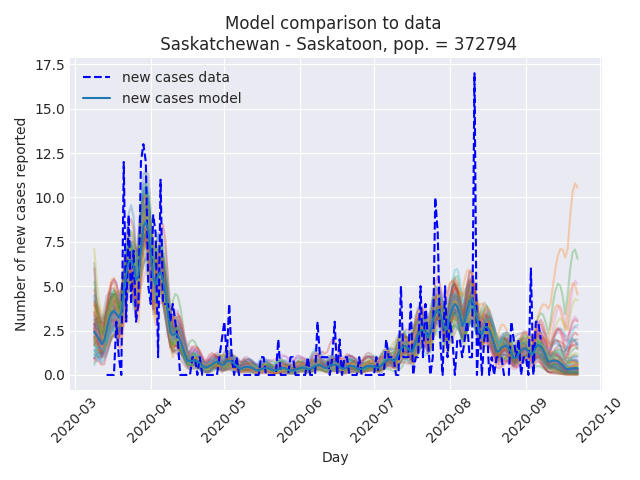 Model comparison to data
Saskatchewan - Saskatoon, pop. = 372794
new cases data
new cases model
Number of new cases reported
17.5
15.0
12.5
10.0
7.5
5.0
2.5
0.0
2020-03
2020-04
2020-05
2020-06
2020-07
2020-08
2020-09
2020-10
Day